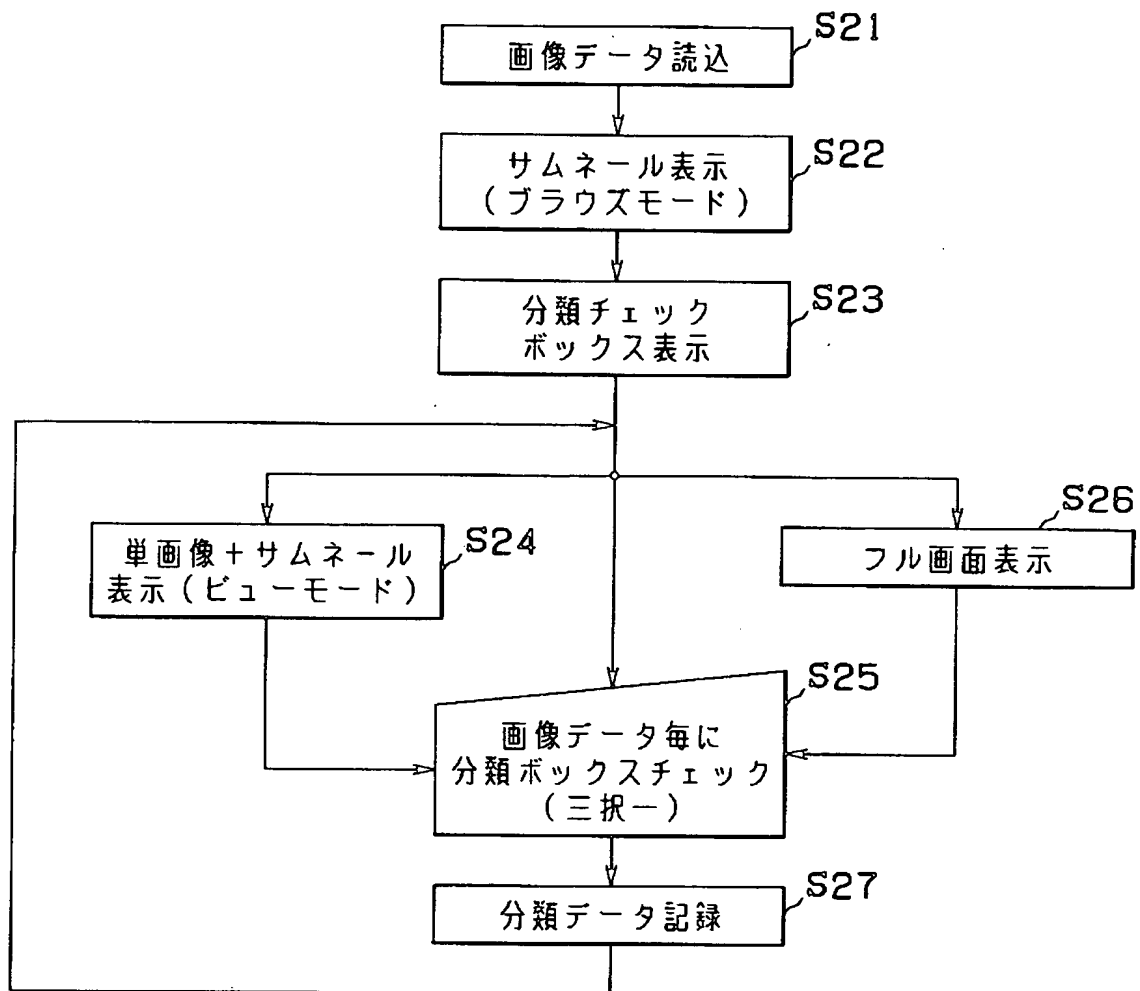 S21
画像データ読込
S22
サムネール表示
(ブラウズモード)
S23
分類チェック
ボックス表示
S24
単画像+サムネール
表示(ビューモード)
S26
フル画面表示
S25
画像データ毎に
分類ボックスチェック
(三択一)
S27
分類データ記録